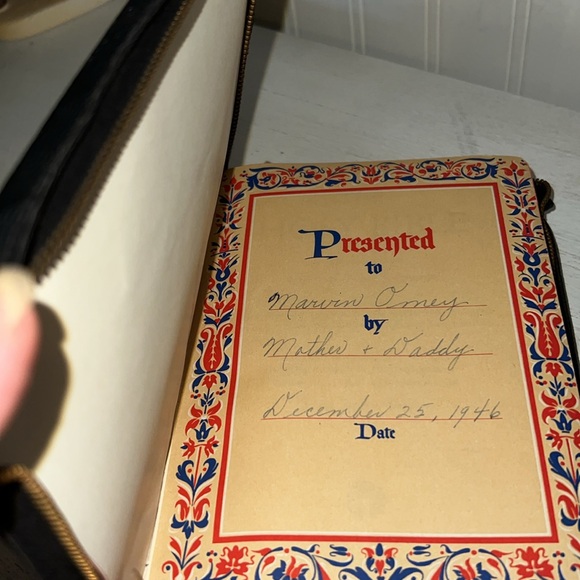 Presented
to
Marvin Omey
by
Mother + Daddy
December 25, 1946
Date